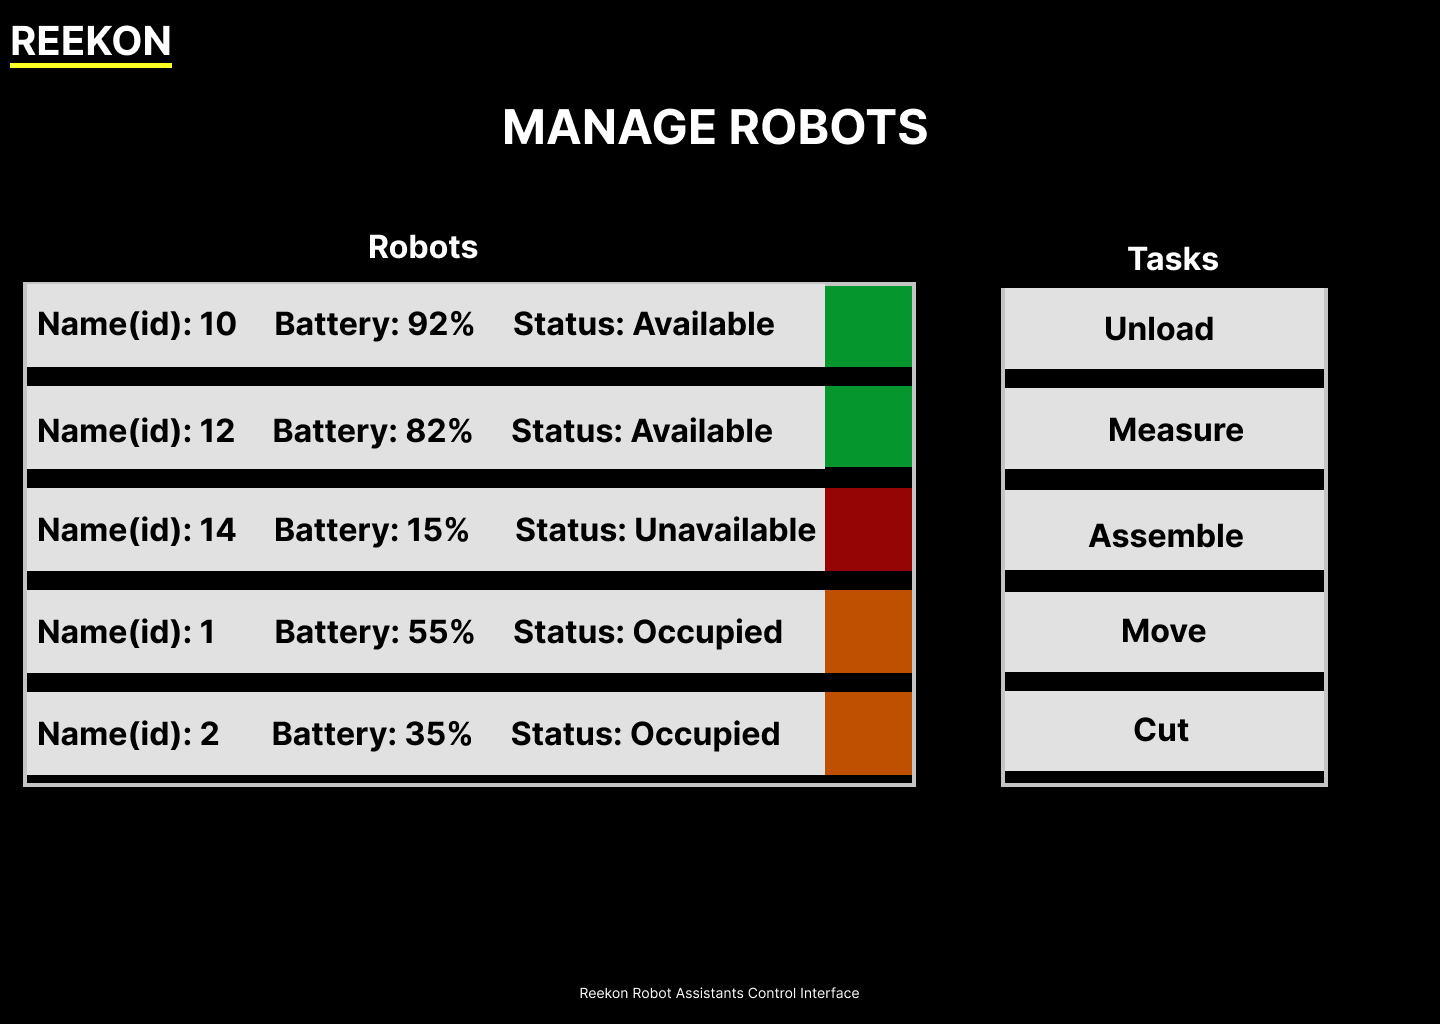 REEKON
MANAGE ROBOTS
Robots
Name(id): 10 Battery: 92% Status: Available
Name(id): 12 Battery: 82% Status: Available
Name(id): 14 Battery: 15% Status: Unavailable
Name(id): 1 Battery: 55% Status: Occupied
Name(id): 2 Battery: 35% Status: Occupied
Tasks
Unload
Measure
Assemble
Move
Cut
Reekon Robot Assistants Control Interface